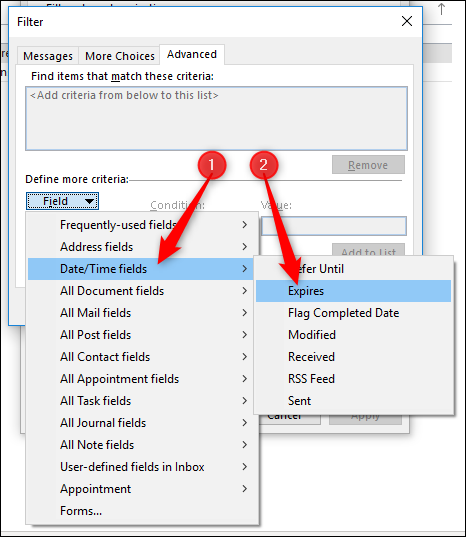 Filter
Messages
More Choices
Advanced
Find items that match these criteria:
<Add criteria from below to this list>
Remove
1
2
Define more criteria:
Field
Condition:
Value:
Add to List
Frequently-used fields
Address fields
Date/Time fields
All Document fields
All Mail fields
All Post fields
All Contact fields
All Appointment fields
All Task fields
All Journal fields
All Note fields
User-defined fields in Inbox
Appointment
Forms...
Defer Until
Expires
Flag Completed Date
Modified
Received
RSS Feed
Sent
Cancel
Apply